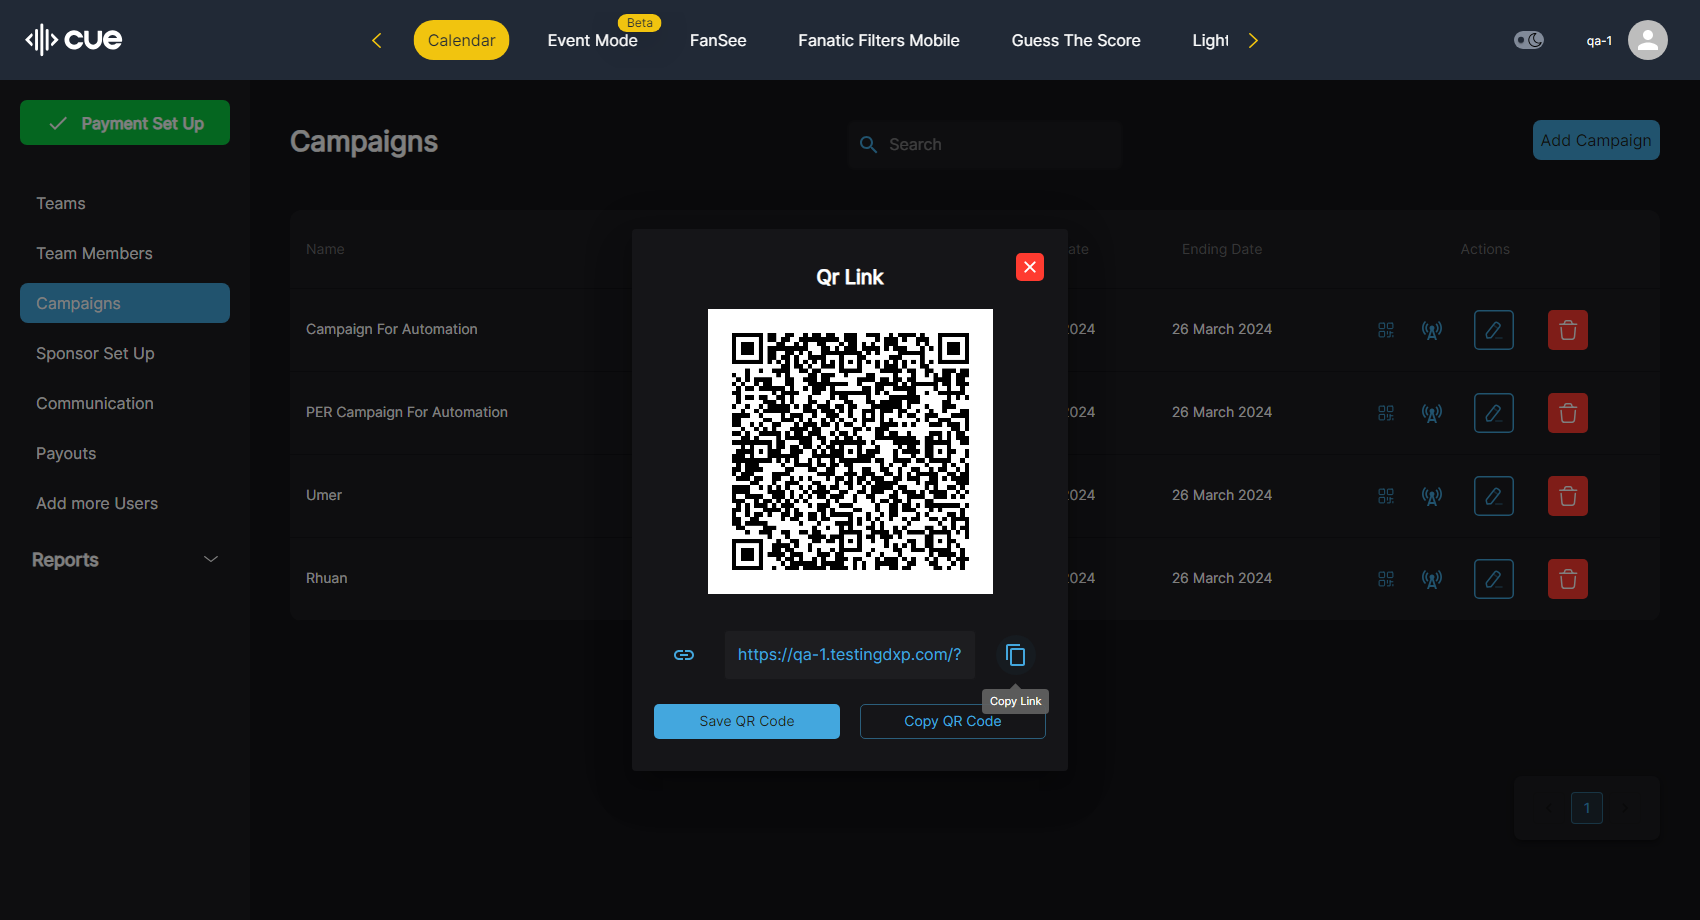 cue
Calendar
Event Mode
Beta
FanSee
Fanatic Filters Mobile
Guess The Score
Light
qa-1
Payment Set Up
Teams
Team Members
Campaigns
Sponsor Set Up
Communication
Payouts
Add more Users
Reports
Campaigns
Search
Add Campaign
Name
ate
Ending Date
Actions
Campaign For Automation
2024
26 March 2024
PER Campaign For Automation
2024
26 March 2024
Umer
2024
26 March 2024
Rhuan
2024
26 March 2024
Qr Link
https://qa-1.testingdxp.com/?
Copy Link
Save QR Code
Copy QR Code
1